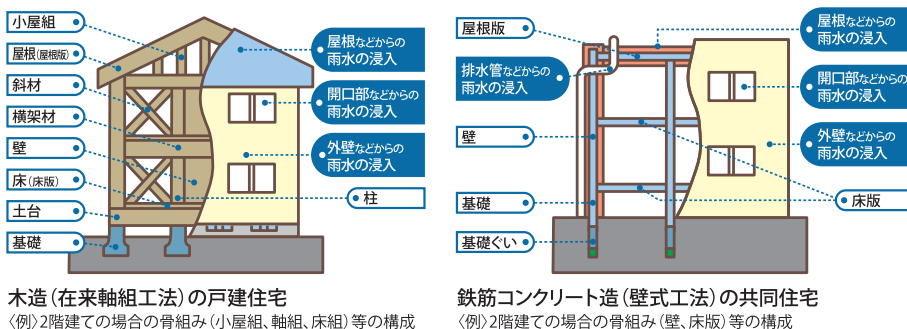 小屋組
屋根(屋根版)
斜材
横架材
壁
床(床版)
土台
基礎
屋根などからの
雨水の浸入
開口部などからの
雨水の浸入
外壁などからの
雨水の浸入
柱
木造(在来軸組工法)の戸建住宅
〈例〉2階建ての場合の骨組み(小屋組、軸組、床組)等の構成
屋根版
排水管などからの
雨水の浸入
壁
基礎
基礎ぐい
屋根などからの
雨水の浸入
開口部などからの
雨水の浸入
外壁などからの
雨水の浸入
床版
鉄筋コンクリート造(壁式工法)の共同住宅
〈例〉2階建ての場合の骨組み(壁、床版)等の構成